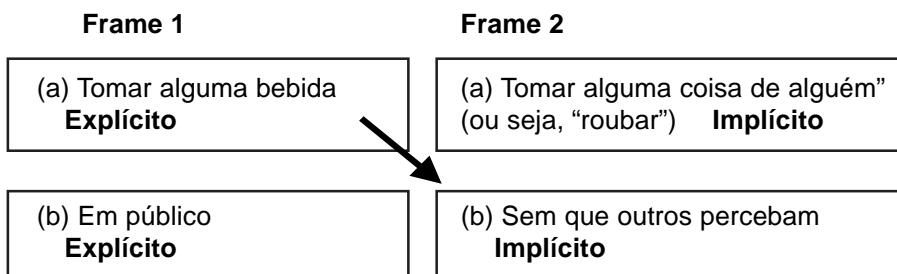 Frame 1
Frame 2
(a) Tomar alguma bebida
Explícito
(a) Tomar alguma coisa de alguém”
(ou seja, “roubar”) Implícito
(b) Em público
Explícito
(b) Sem que outros percebam
Implícito